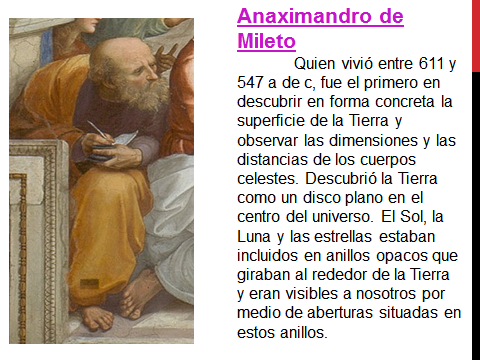 Anaximandro de
Mileto
Quien vivió entre 611 y
547 a de c, fue el primero en
descubrir en forma concreta la
superficie de la Tierra y
observar las dimensiones y las
distancias de los cuerpos
celestes. Descubrió la Tierra
como un disco plano en el
centro del universo. El Sol, la
Luna y las estrellas estaban
incluidos en anillos opacos que
giraban al rededor de la Tierra
y eran visibles a nosotros por
medio de aberturas situadas en
estos anillos.